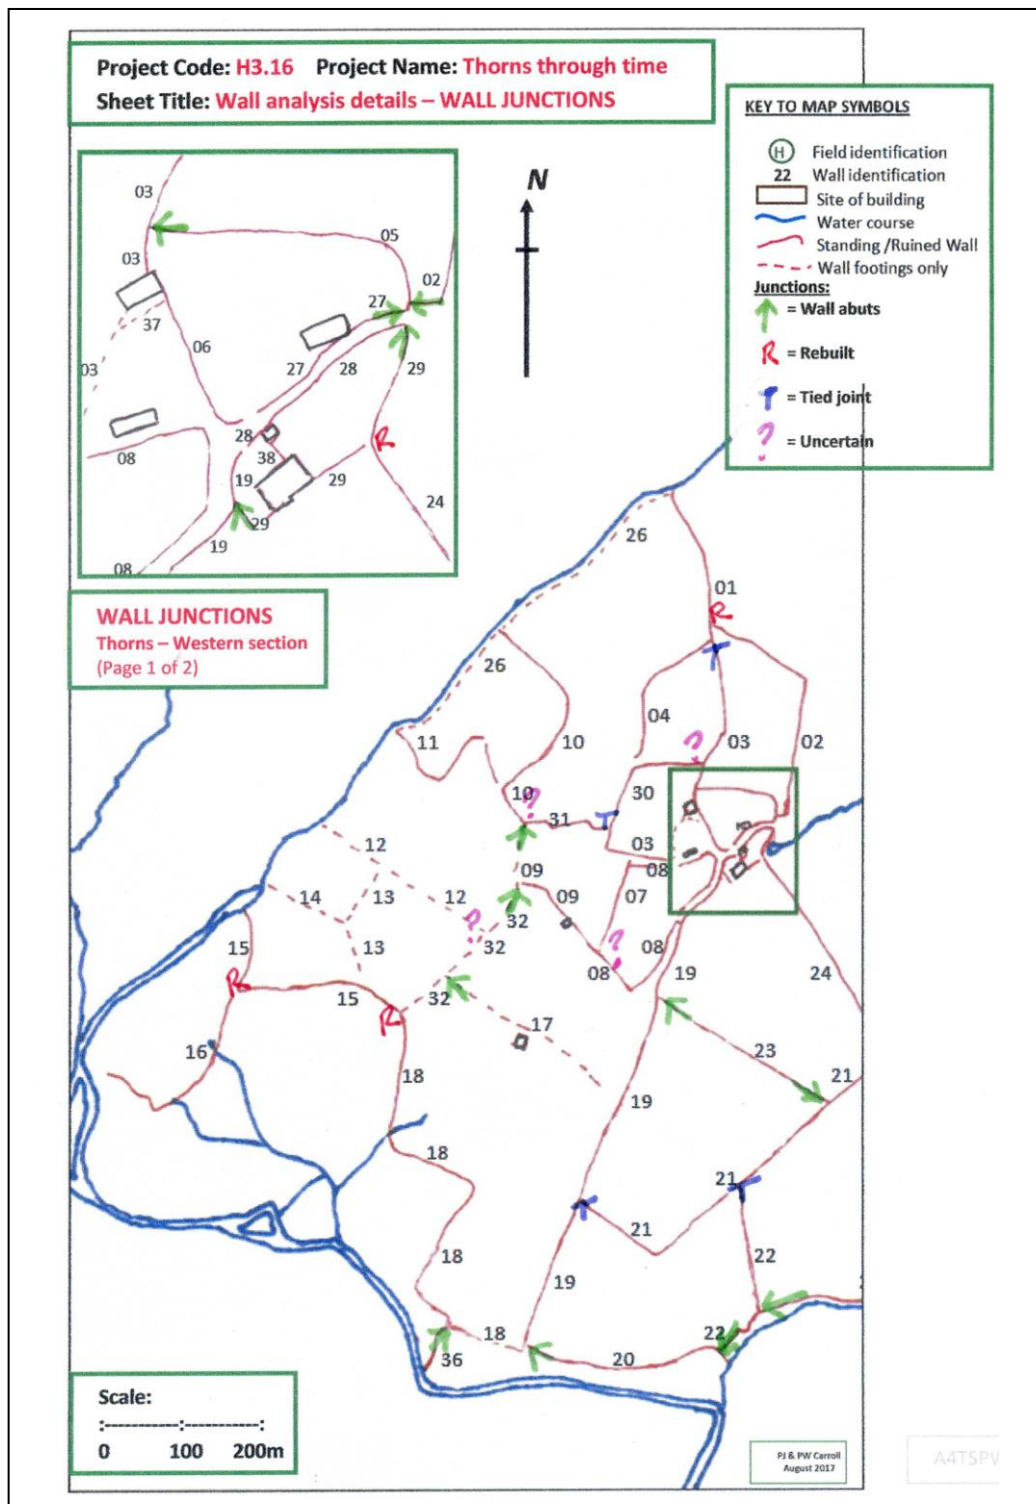 Project Code: H3.16 Project Name: Thorns through time
Sheet Title: Wall analysis details – WALL JUNCTIONS
KEY TO MAP SYMBOLS
H Field identification
22 Wall identification
Site of building
Water course
Standing /Ruined Wall
Wall footings only
Junctions:
= Wall abuts
R = Rebuilt
= Tied joint
? = Uncertain
N
03
05
03
02
27
37
06
03
27
28
29
08
28
38
19
29
24
29
19
08
WALL JUNCTIONS
Thorns – Western section
(Page 1 of 2)
26
01
R
26
04
03
02
11
10
?
30
10
?
31
12
03
08
09
09
07
14
13
12
?
32
13
32
?
08
08
15
19
24
R
15
32
R
17
16
23
18
21
19
18
21
21
18
22
19
18
22
36
20
Scale:
0 100 200m
PJ & PW Carroll
August 2017